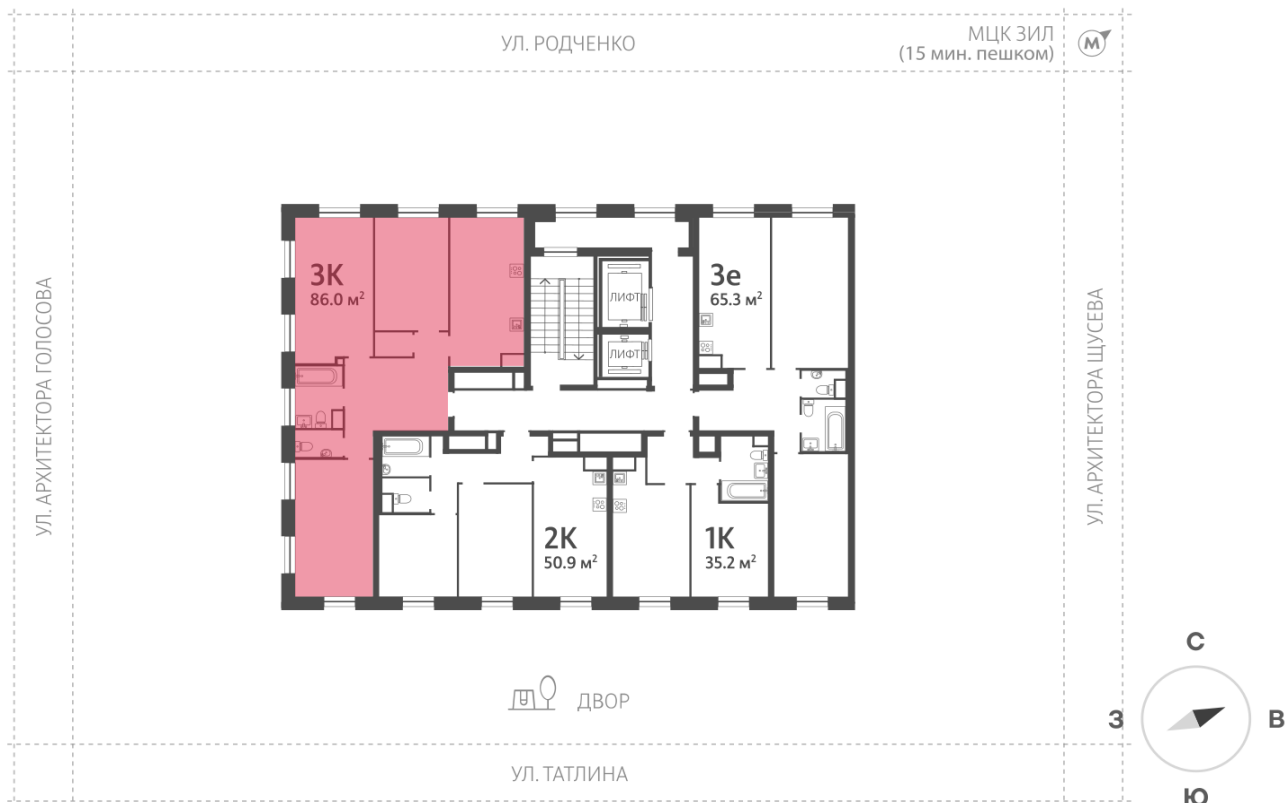 УЛ. РОДЧЕНКО
МЦК ЗИЛ
(15 мин. пешком)
М
УЛ. АРХИТЕКТОРА ГОЛОСОВА
3К
86.0 м²
ЛИФТ
ЛИФТ
3е
65.3 м²
УЛ. АРХИТЕКТОРА ЩУСЕВА
2К
50.9 м²
1К
35.2 м²
ДВОР
УЛ. ТАТЛИНА
С
З
В
Ю